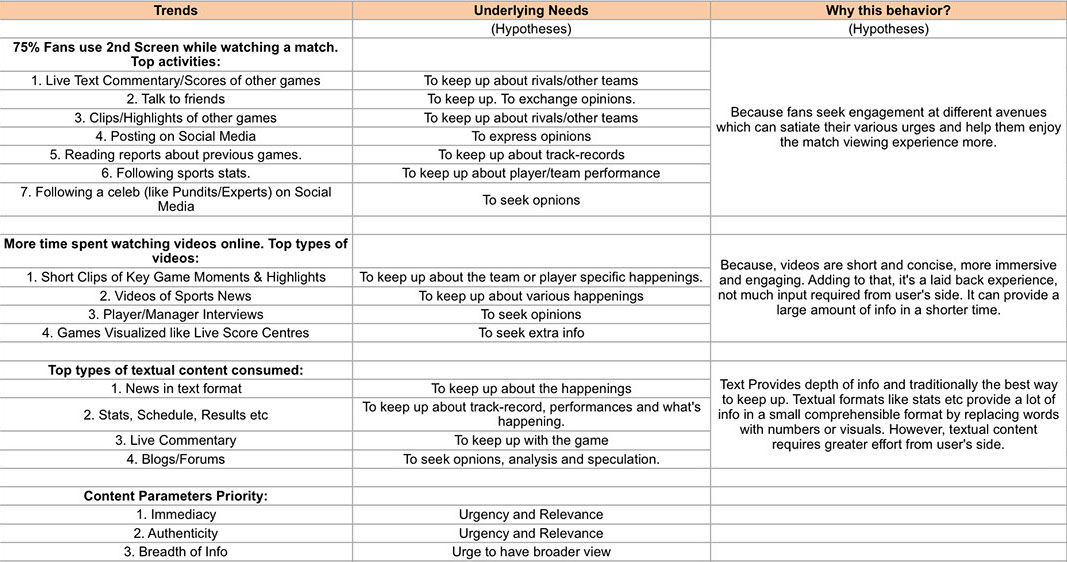 Trends Underlying Needs Why this behavior?
(Hypotheses) (Hypotheses)
75% Fans use 2nd Screen while watching a match.
Top activities:
1. Live Text Commentary/Scores of other games To keep up about rivals/other teams
2. Talk to friends To keep up. To exchange opinions.
3. Clips/Highlights of other games To keep up about rivals/other teams
4. Posting on Social Media To express opinions
5. Reading reports about previous games. To keep up about track-records
6. Following sports stats. To keep up about player/team performance
7. Following a celeb (like Pundits/Experts) on Social
Media
To seek opnions
Because fans seek engagement at different avenues
which can satiate their various urges and help them enjoy
the match viewing experience more.
More time spent watching videos online. Top types of
videos:
1. Short Clips of Key Game Moments & Highlights To keep up about the team or player specific happenings.
2. Videos of Sports News To keep up about various happenings
3. Player/Manager Interviews To seek opinions
4. Games Visualized like Live Score Centres To seek extra info
Because, videos are short and concise, more immersive
and engaging. Adding to that, it's a laid back experience,
not much input required from user's side. It can provide a
large amount of info in a shorter time.
Top types of textual content consumed:
1. News in text format To keep up about the happenings
2. Stats, Schedule, Results etc
To keep up about track-record, performances and what's
happening.
3. Live Commentary To keep up with the game
4. Blogs/Forums To seek opnions, analysis and speculation.
Text Provides depth of info and traditionally the best way
to keep up. Textual formats like stats etc provide a lot of
info in a small comprehensible format by replacing words
with numbers or visuals. However, textual content
requires greater effort from user's side.
Content Parameters Priority:
1. Immediacy Urgency and Relevance
2. Authenticity Urgency and Relevance
3. Breadth of Info Urge to have broader view